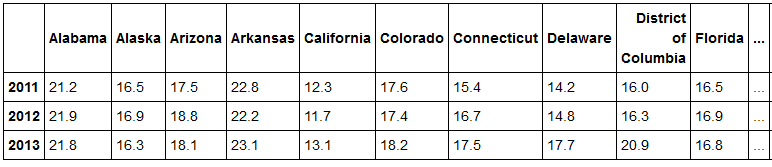 Alabama Alaska Arizona Arkansas California Colorado Connecticut Delaware District of Columbia Florida ...
2011 21.2 16.5 17.5 22.8 12.3 17.6 15.4 14.2 16.0 16.5 ...
2012 21.9 16.9 18.8 22.2 11.7 17.4 16.7 14.8 16.3 16.9 ...
2013 21.8 16.3 18.1 23.1 13.1 18.2 17.5 17.7 20.9 16.8 ...